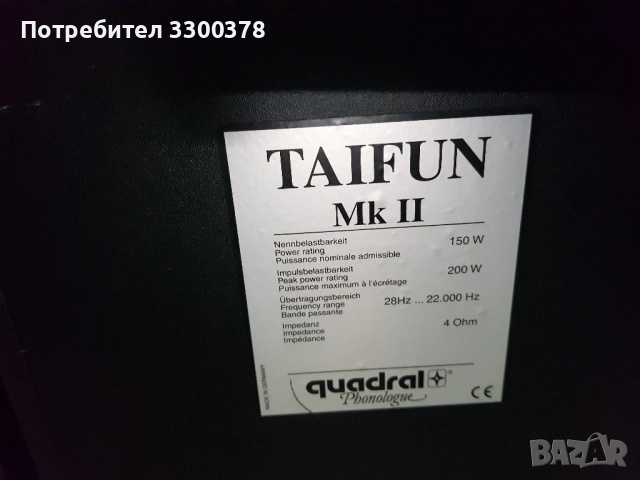 Потребител 3300378
TAIFUN
Mk II
Nennbelastbarkeit
Power rating 150 W
Puissance nominale admissible
Impulsbelastbarkeit
Peak power rating 200 W
Puissance maximum à l'écrêtage
Übertragungsbereich
Frequency range 28Hz ... 22.000 Hz
Bande passante
Impedanz 4 Ohm
Impedance
Impédance
MADE IN GERMANY
quadral ®
Phonologue
CE
BAZAR